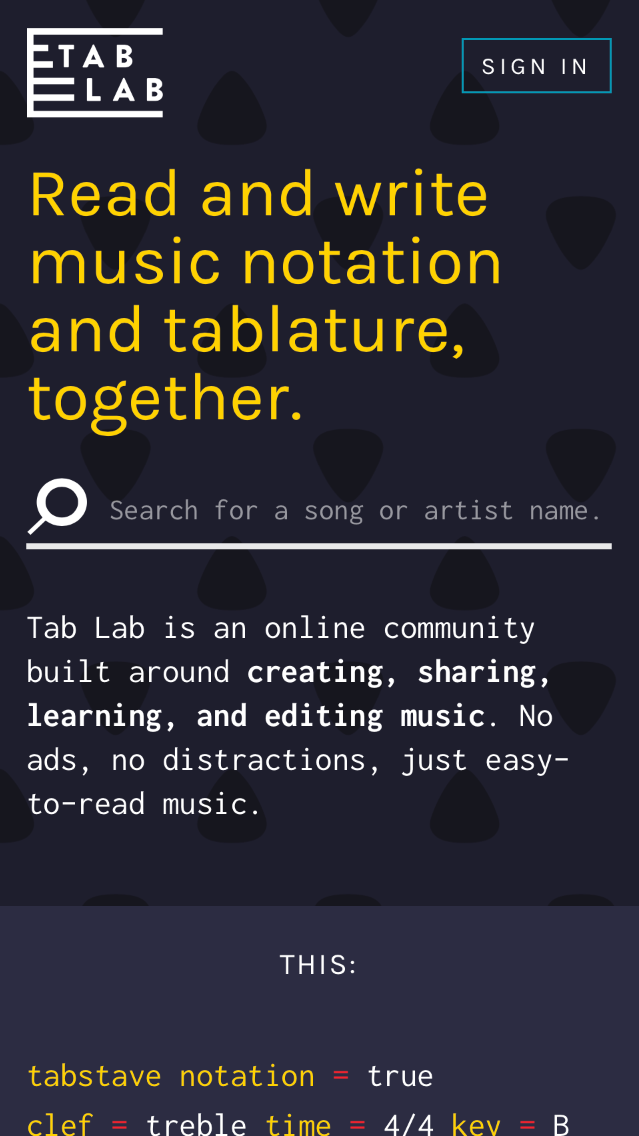 TAB
LAB
SIGN IN
Read and write
music notation
and tablature,
together.
Search for a song or artist name.
Tab Lab is an online community
built around creating, sharing,
learning, and editing music. No
ads, no distractions, just easy-
to-read music.
THIS:
tabstave notation = true
clef = treble time = 4/4 key = B